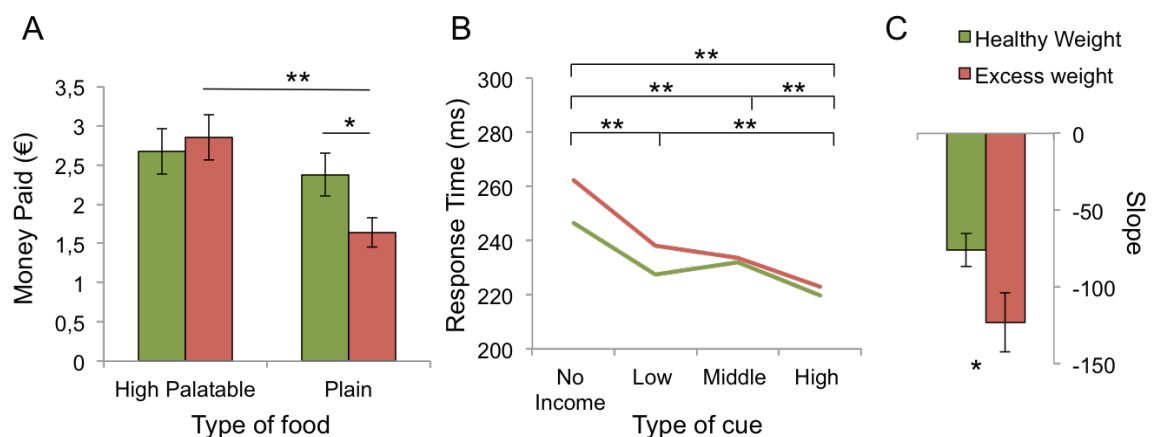 A
Money Paid (€)
3,5
3
2,5
2
1,5
1
0,5
0
**
*
High Palatable
Plain
Type of food
B
Response Time (ms)
300
280
260
240
220
200
**
** **
** **
No Income
Low
Middle
High
Type of cue
C
Healthy Weight
Excess weight
0
-50
-100
-150
Slope
*